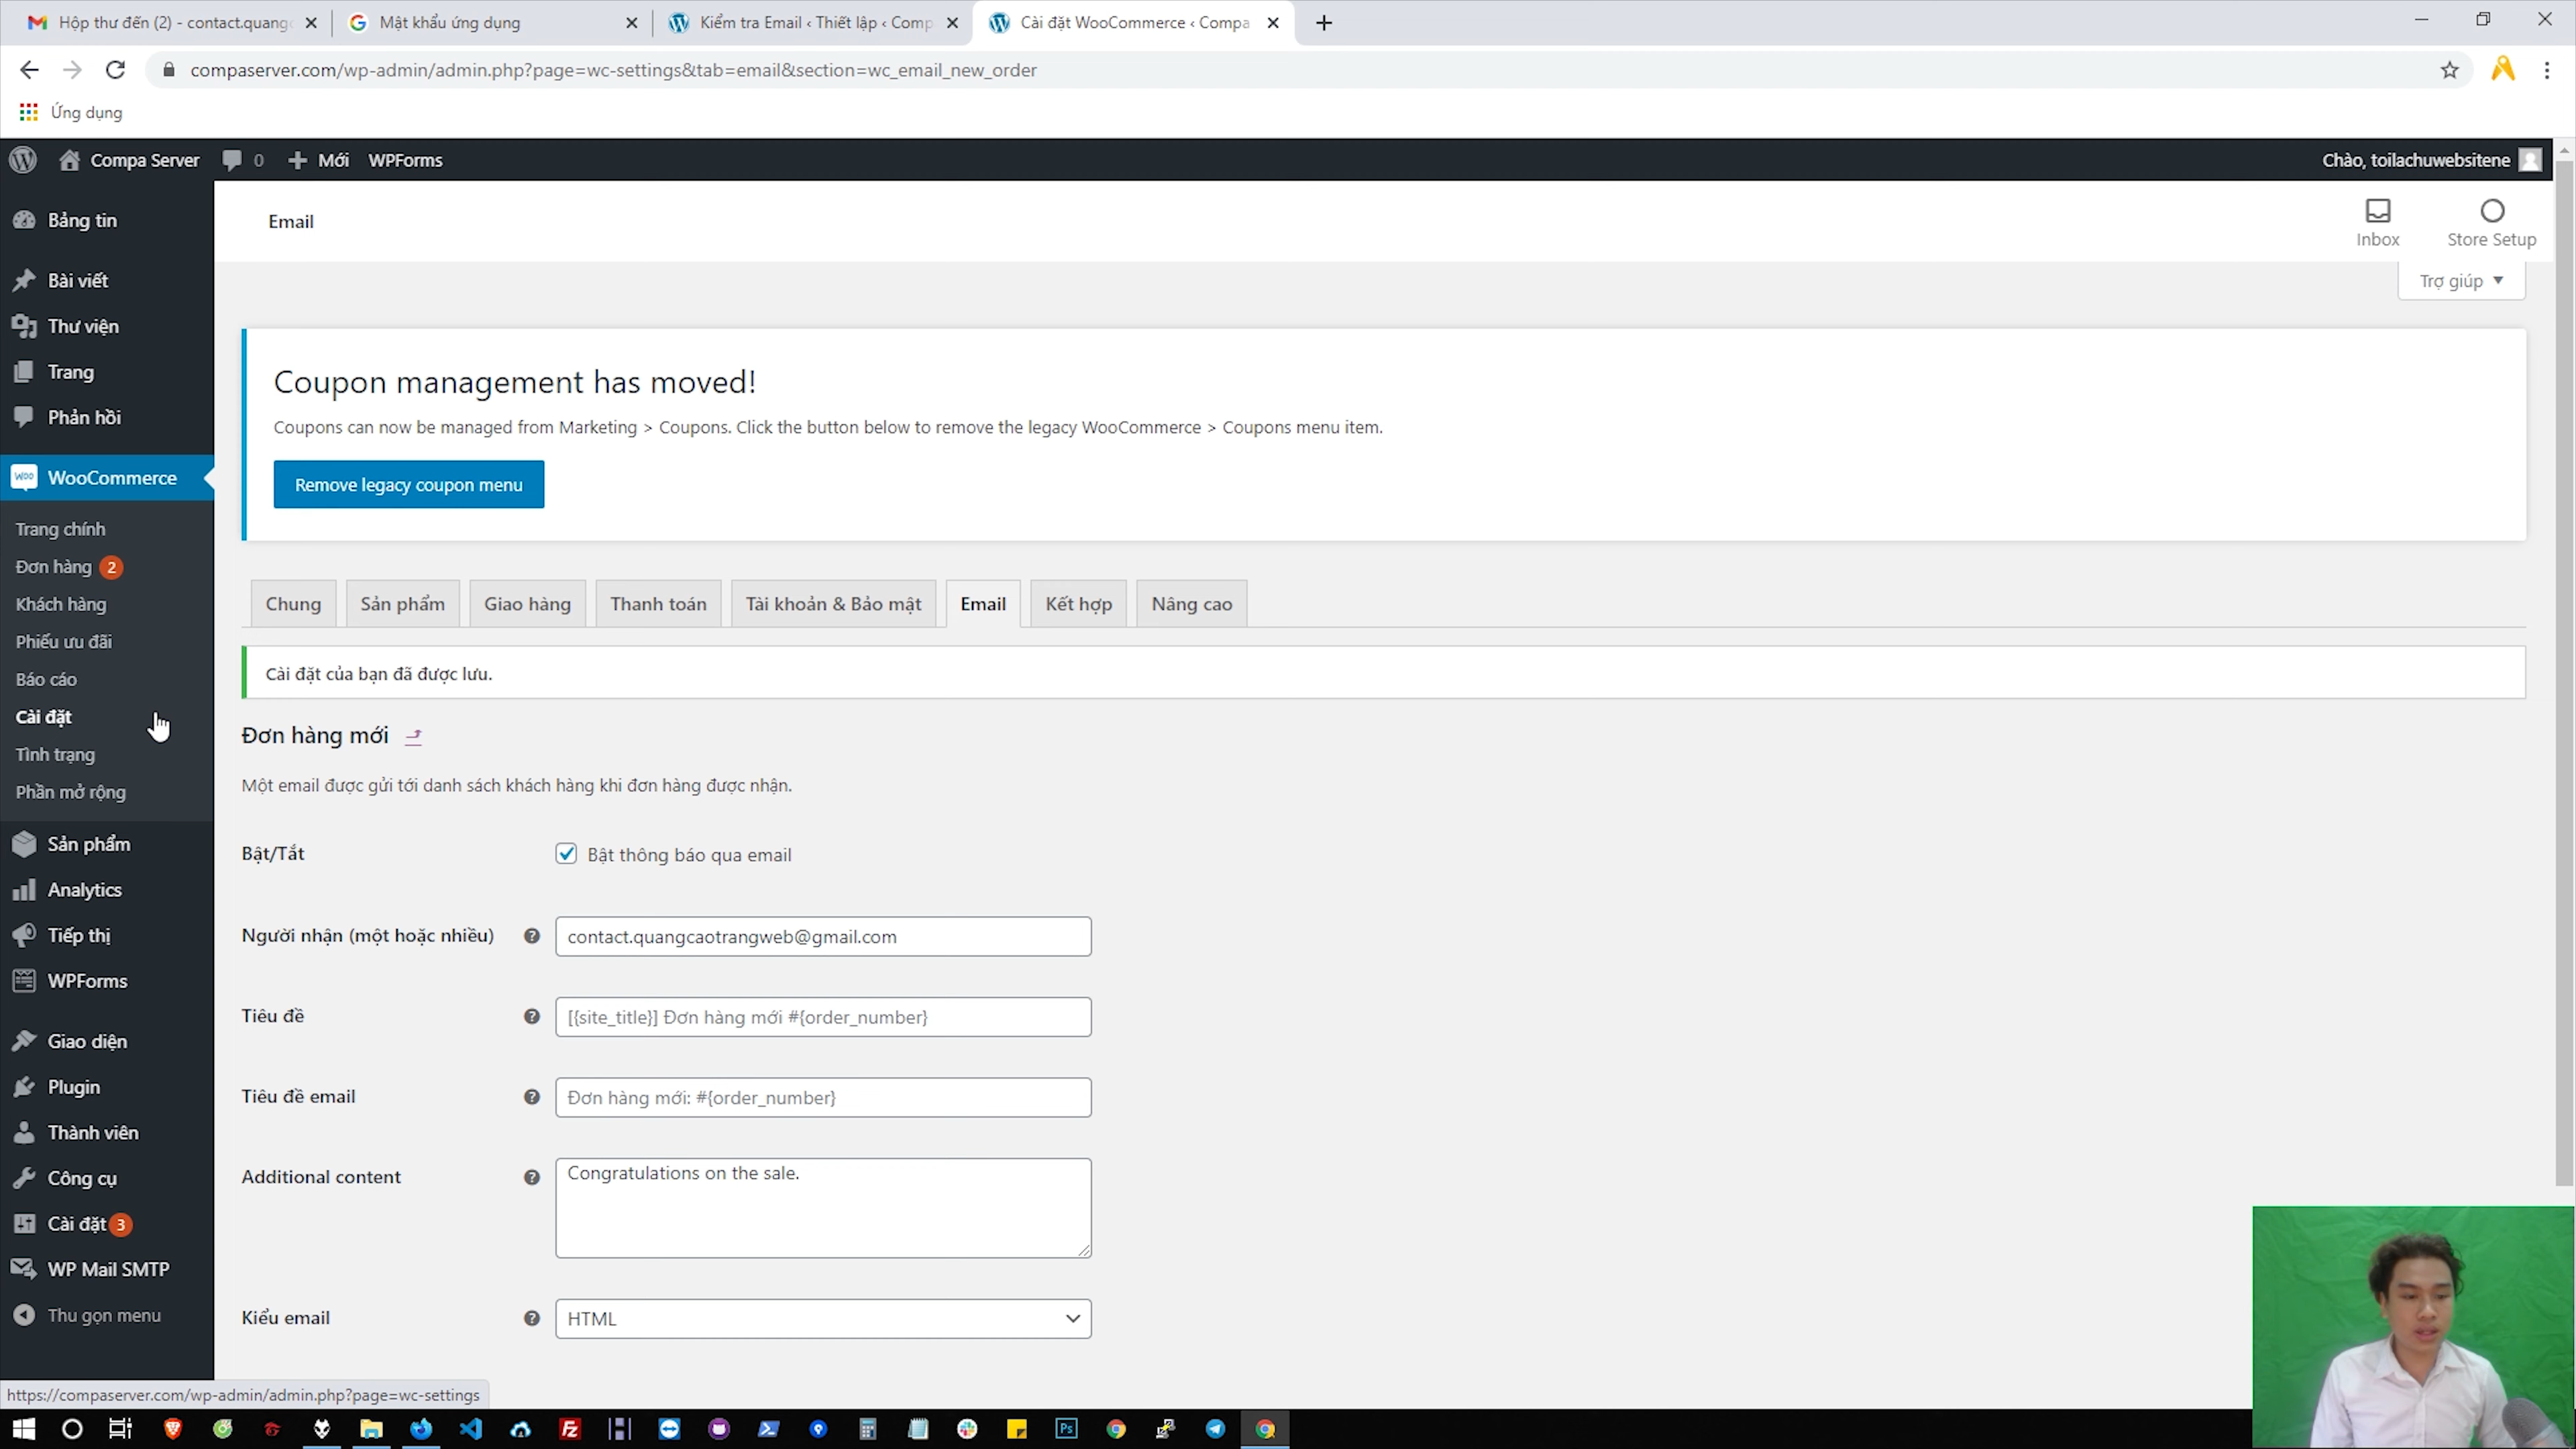 Hộp thư đến (2) - contact.quang
Mật khẩu ứng dụng
Kiểm tra Email ‹ Thiết lập ‹ Comp
Cài đặt WooCommerce ‹ Compa
compaserver.com/wp-admin/admin.php?page=wc-settings&tab=email&section=wc_email_new_order
Ứng dụng
Compa Server
0
Mới
WPForms
Chào, toilachuwebsitene
Bảng tin
Bài viết
Thư viện
Trang
Phản hồi
WooCommerce
Trang chính
Đơn hàng 2
Khách hàng
Phiếu ưu đãi
Báo cáo
Cài đặt
Tình trạng
Phần mở rộng
Sản phẩm
Analytics
Tiếp thị
WPForms
Giao diện
Plugin
Thành viên
Công cụ
Cài đặt 3
WP Mail SMTP
Thu gọn menu
Email
Inbox
Store Setup
Trợ giúp
Coupon management has moved!
Coupons can now be managed from Marketing > Coupons. Click the button below to remove the legacy WooCommerce > Coupons menu item.
Remove legacy coupon menu
Chung
Sản phẩm
Giao hàng
Thanh toán
Tài khoản & Bảo mật
Email
Kết hợp
Nâng cao
Cài đặt của bạn đã được lưu.
Đơn hàng mới
Một email được gửi tới danh sách khách hàng khi đơn hàng được nhận.
Bật/Tắt
Bật thông báo qua email
Người nhận (một hoặc nhiều)
contact.quangcaotrangweb@gmail.com
Tiêu đề
[{site_title}] Đơn hàng mới #{order_number}
Tiêu đề email
Đơn hàng mới: #{order_number}
Additional content
Congratulations on the sale.
Kiểu email
HTML
https://compaserver.com/wp-admin/admin.php?page=wc-settings